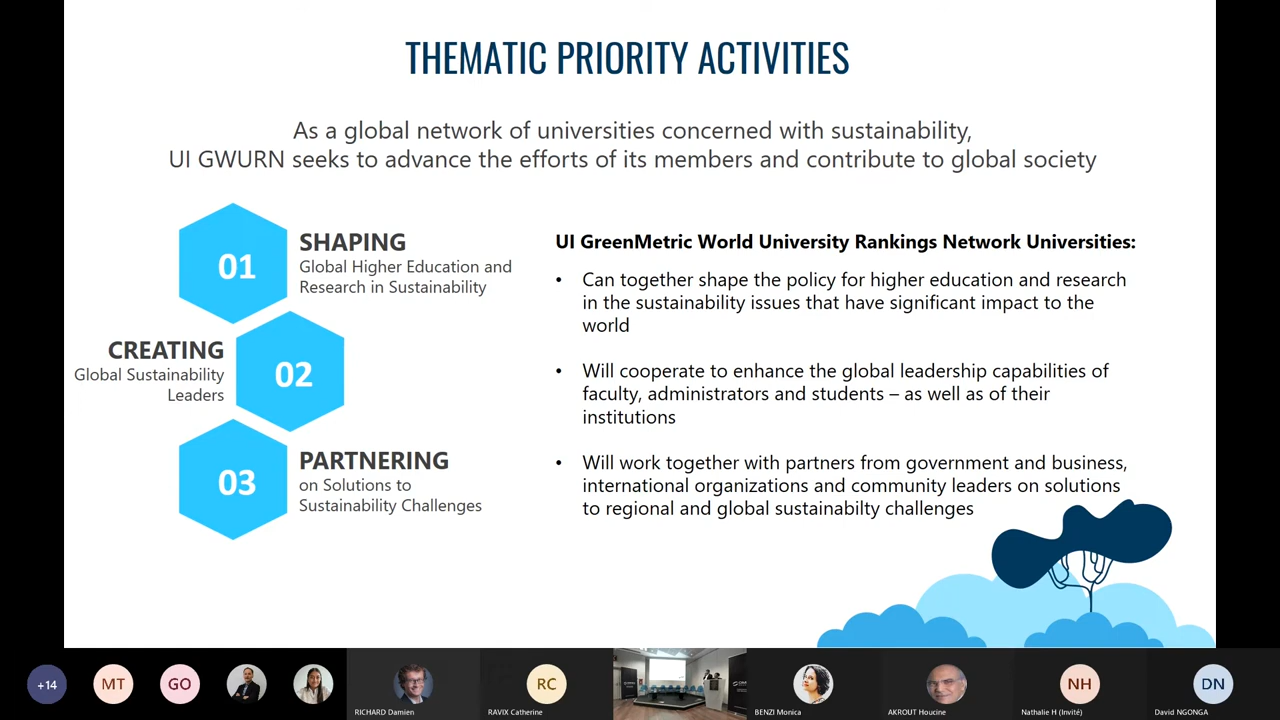 THEMATIC PRIORITY ACTIVITIES
As a global network of universities concerned with sustainability,
UI GWURN seeks to advance the efforts of its members and contribute to global society
01
SHAPING
Global Higher Education and
Research in Sustainability
CREATING
Global Sustainability
Leaders
02
03
PARTNERING
on Solutions to
Sustainability Challenges
UI GreenMetric World University Rankings Network Universities:
• Can together shape the policy for higher education and research
in the sustainability issues that have significant impact to the
world
• Will cooperate to enhance the global leadership capabilities of
faculty, administrators and students – as well as of their
institutions
• Will work together with partners from government and business,
international organizations and community leaders on solutions
to regional and global sustainabilty challenges
+14
MT
GO
RICHARD Damien
RC
RAVIX Catherine
BENZI Monica
AKROUT Houcine
NH
Nathalie H (Invité)
DN
David NGONGA